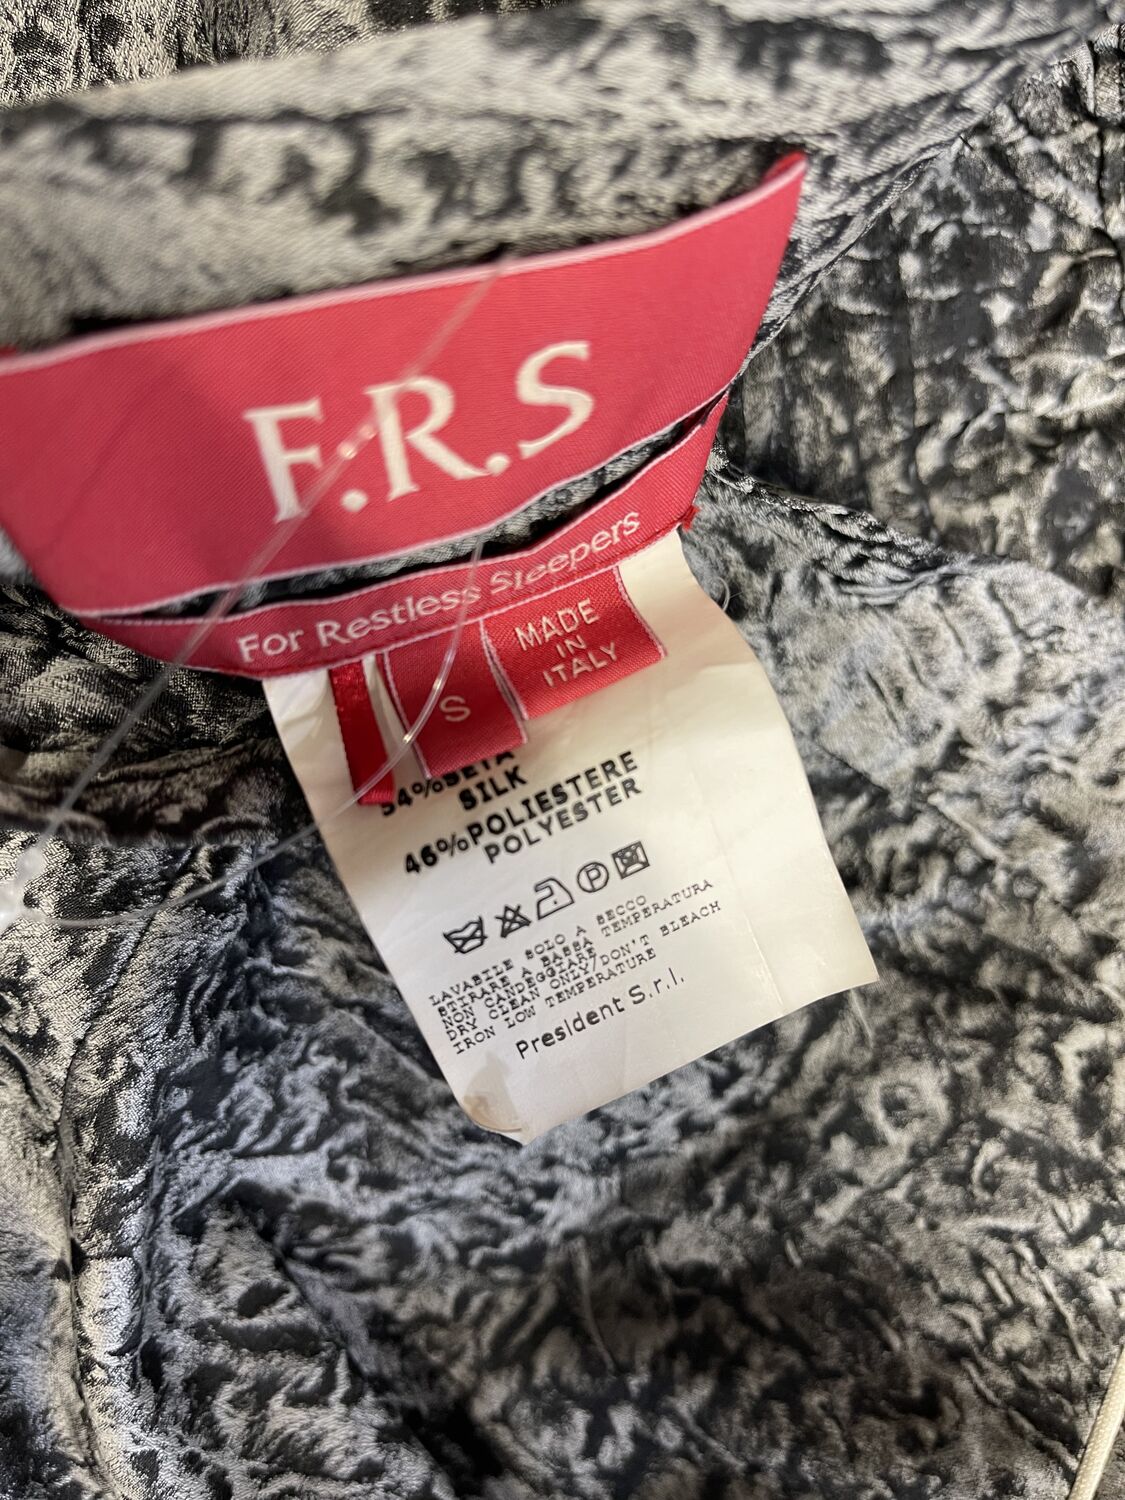 F.R.S
For Restless Sleepers
MADE
IN
ITALY
S
54%SETA
SILK
46%POLIESTERE
POLYESTER
P
LAVABILE SOLO A SECCO
STIRARE A BASSA TEMPERATURA
NON CANDEGGIARE
DRY CLEAN ONLY/DON'T BLEACH
IRON LOW TEMPERATURE
President S.r.l.